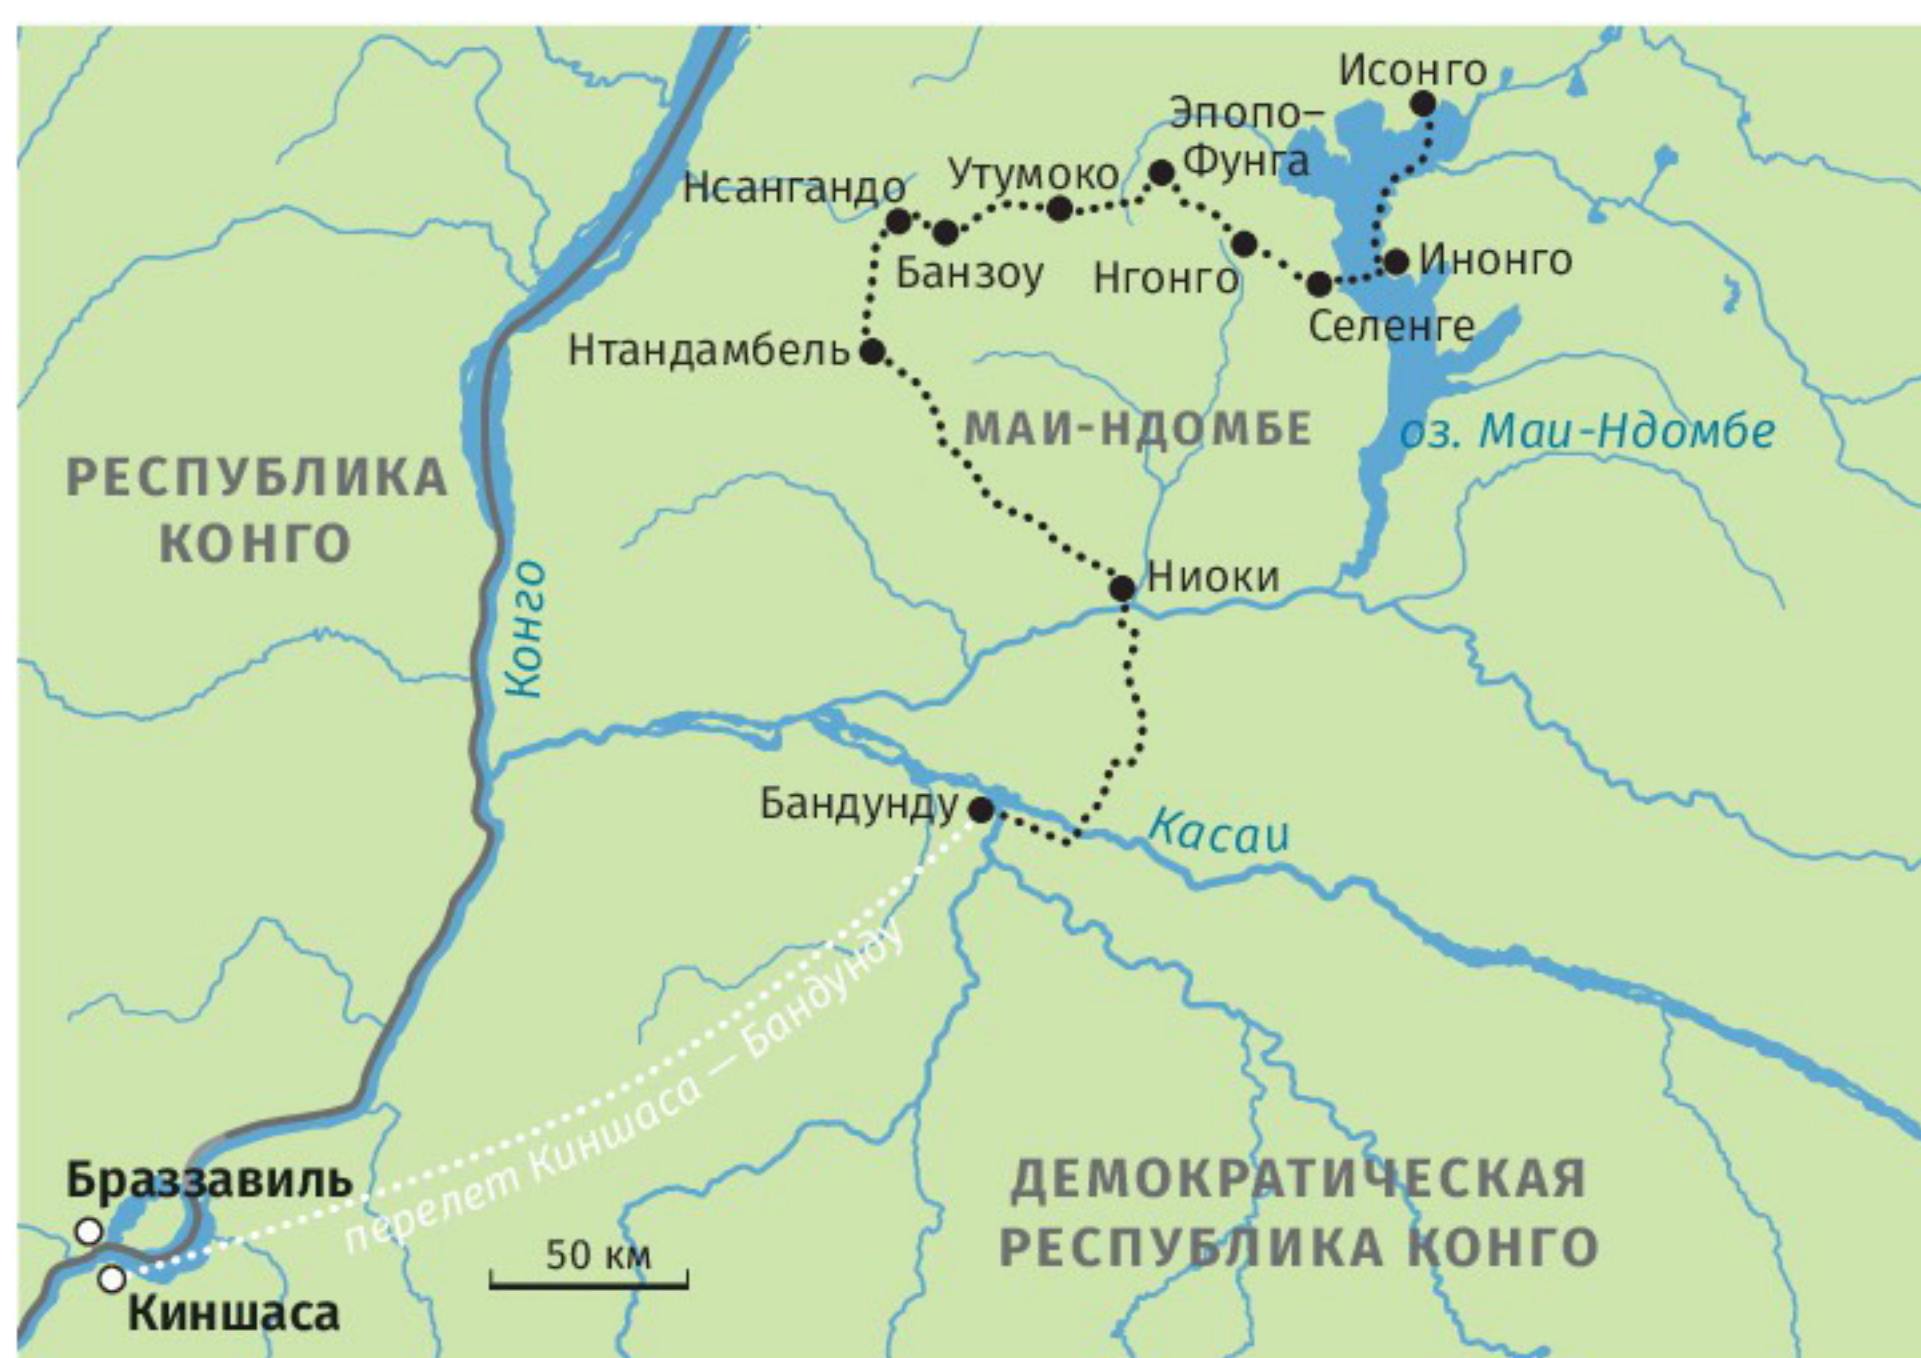 Исонго
Эпопо–
Фунга
Утумоко
Нсангандо
Банзоу
Нгонго
Инонго
Селенге
Нтандамбель
МАИ-НДОМБЕ
оз. Маи-Ндомбе
РЕСПУБЛИКА
КОНГО
Конго
Ниоки
Бандунду
Касаи
перелет Киншаса — Бандунду
Браззавиль
Киншаса
50 км
ДЕМОКРАТИЧЕСКАЯ
РЕСПУБЛИКА КОНГО